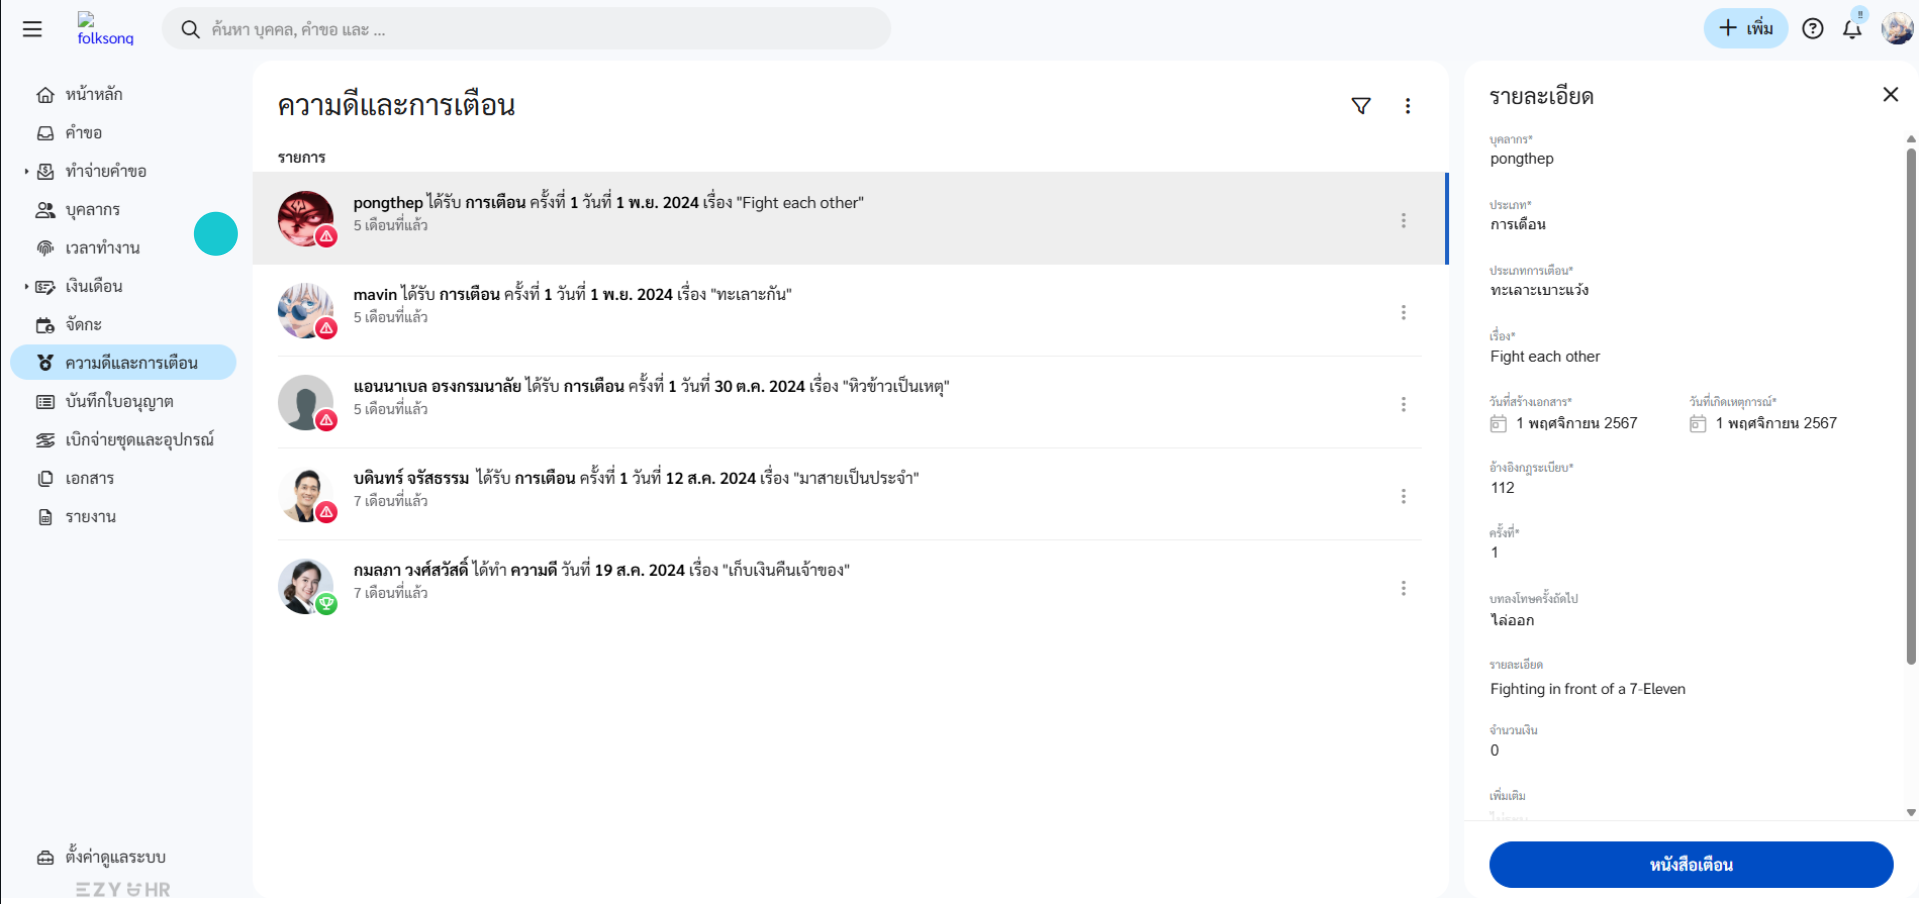 folksonq
ค้นหา บุคคล, คำขอ และ ...
เพิ่ม
หน้าหลัก
คำขอ
ทำจ่ายคำขอ
บุคลากร
เวลาทำงาน
เงินเดือน
จัดกะ
ความดีและการเตือน
บันทึกใบอนุญาต
เบิกจ่ายชุดและอุปกรณ์
เอกสาร
รายงาน
ตั้งค่าดูแลระบบ
EZY HR
ความดีและการเตือน
รายการ
pongthep ได้รับ การเตือน ครั้งที่ 1 วันที่ 1 พ.ย. 2024 เรื่อง "Fight each other"
5 เดือนที่แล้ว
mavin ได้รับ การเตือน ครั้งที่ 1 วันที่ 1 พ.ย. 2024 เรื่อง "ทะเลาะกัน"
5 เดือนที่แล้ว
แอนนาเบล อรงกรมนาลัย ได้รับ การเตือน ครั้งที่ 1 วันที่ 30 ต.ค. 2024 เรื่อง "หิวข้าวเป็นเหตุ"
5 เดือนที่แล้ว
บดินทร์ จรัสธรรม ได้รับ การเตือน ครั้งที่ 1 วันที่ 12 ส.ค. 2024 เรื่อง "มาสายเป็นประจำ"
7 เดือนที่แล้ว
กมลภา วงศ์สวัสดิ์ ได้ทำ ความดี วันที่ 19 ส.ค. 2024 เรื่อง "เก็บเงินคืนเจ้าของ"
7 เดือนที่แล้ว
รายละเอียด
บุคลากร*
pongthep
ประเภท*
การเตือน
ประเภทการเตือน*
ทะเลาะเบาะแว้ง
เรื่อง*
Fight each other
วันที่สร้างเอกสาร* วันที่เกิดเหตุการณ์*
1 พฤศจิกายน 2567 1 พฤศจิกายน 2567
อ้างอิงกฎระเบียบ*
112
ครั้งที่*
1
บทลงโทษครั้งถัดไป
ไล่ออก
รายละเอียด
Fighting in front of a 7-Eleven
จำนวนเงิน
0
เพิ่มเติม
หนังสือเตือน